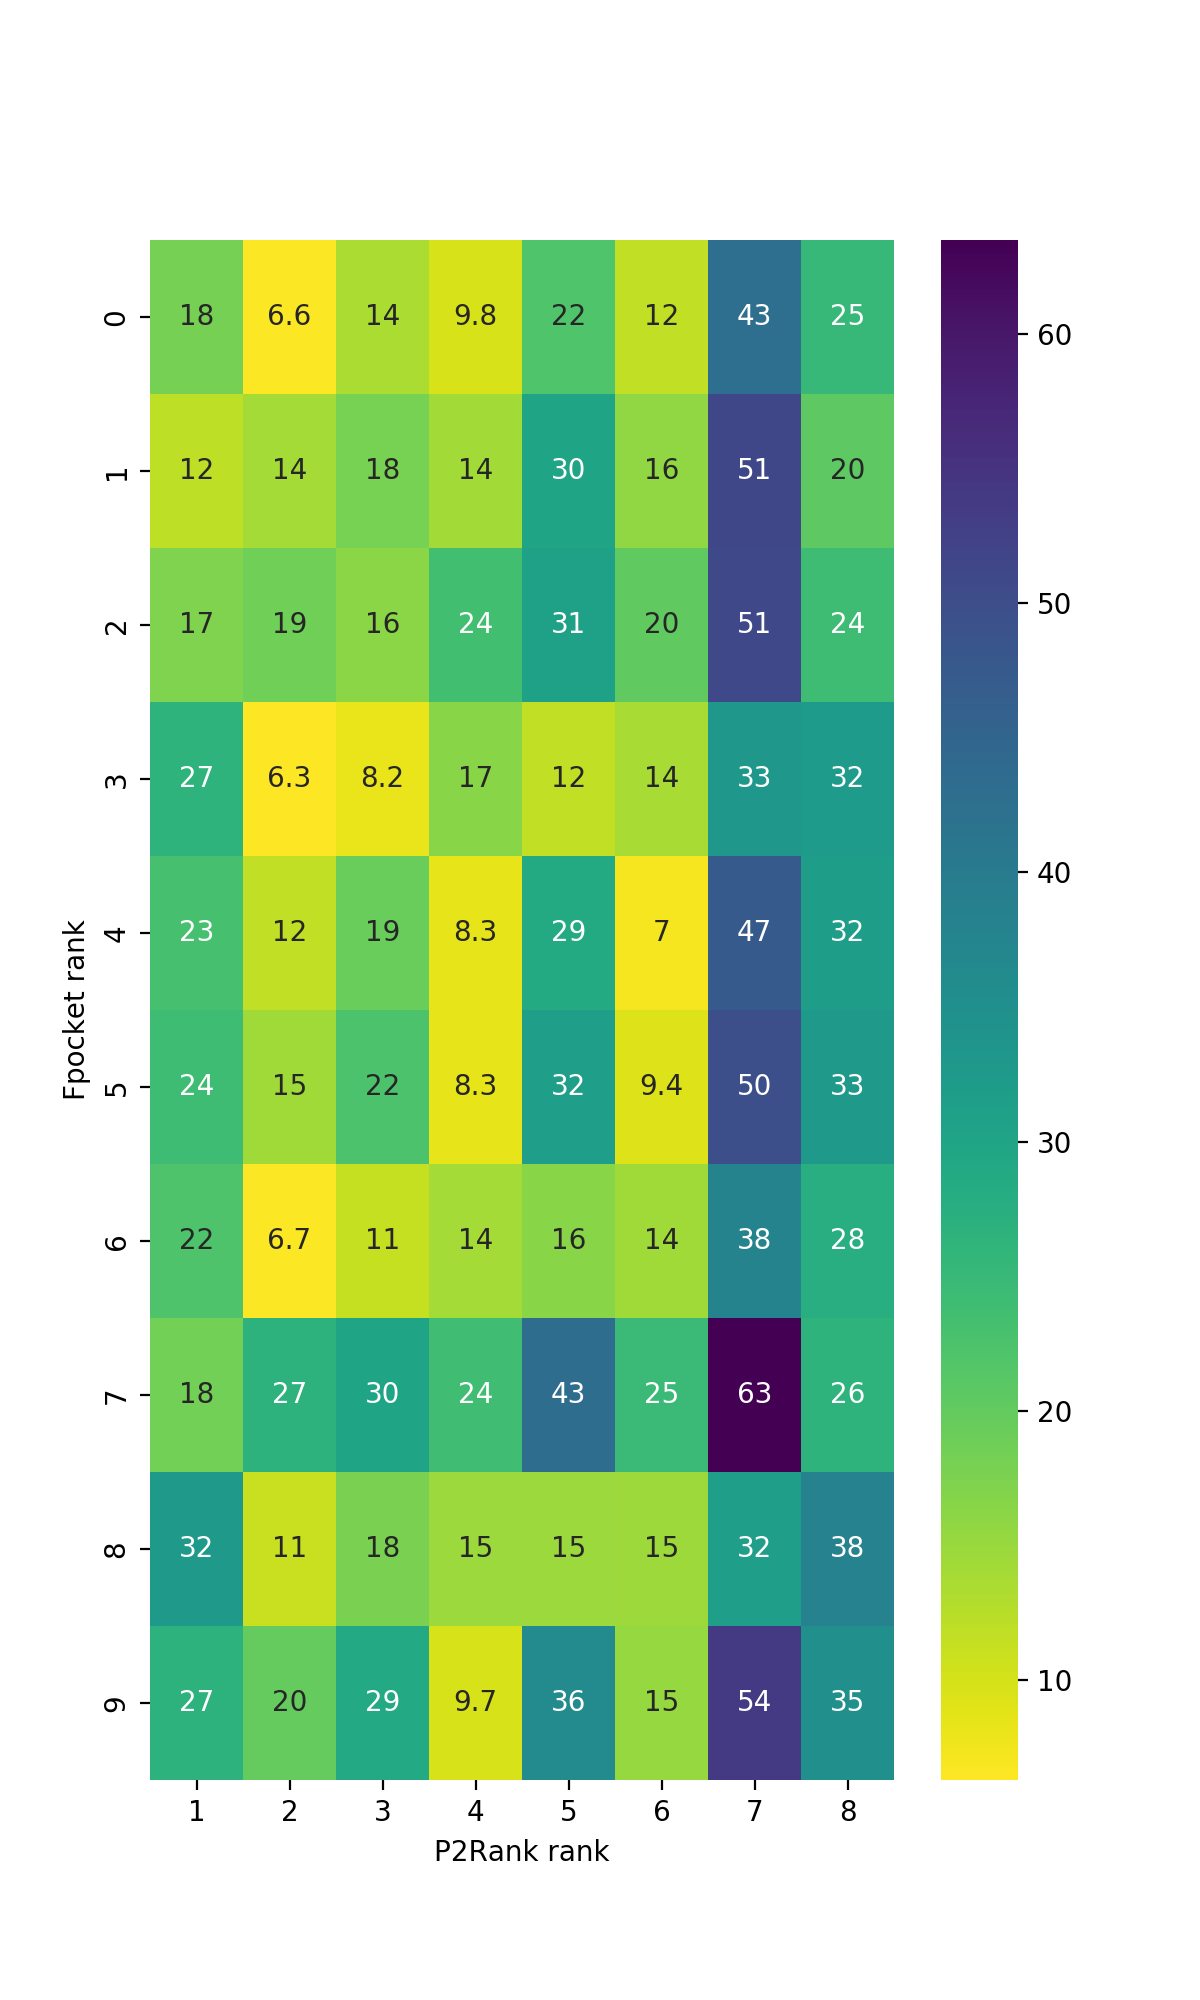 0 18 6.6 14 9.8 22 12 43 25
60
1 12 14 18 14 30 16 51 20
50
2 17 19 16 24 31 20 51 24
3 27 6.3 8.2 17 12 14 33 32
40
4 23 12 19 8.3 29 7 47 32
Fpocket rank
5 24 15 22 8.3 32 9.4 50 33
30
6 22 6.7 11 14 16 14 38 28
7 18 27 30 24 43 25 63 26
20
8 32 11 18 15 15 15 32 38
10
9 27 20 29 9.7 36 15 54 35
1 2 3 4 5 6 7 8
P2Rank rank